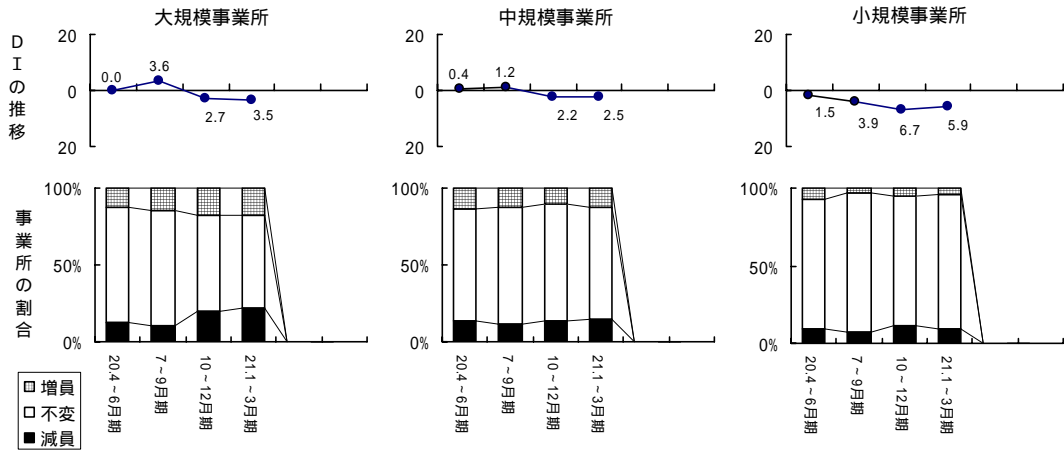 大規模事業所
中規模事業所
小規模事業所
DIの推移
20
0
20
0.0
3.6
2.7
3.5
20
0
20
0.4
1.2
2.2
2.5
20
0
20
1.5
3.9
6.7
5.9
事業所の割合
100%
50%
0%
100%
50%
0%
100%
50%
0%
20.4~6月期
7~9月期
10~12月期
21.1~3月期
20.4~6月期
7~9月期
10~12月期
21.1~3月期
20.4~6月期
7~9月期
10~12月期
21.1~3月期
増員
不変
減員